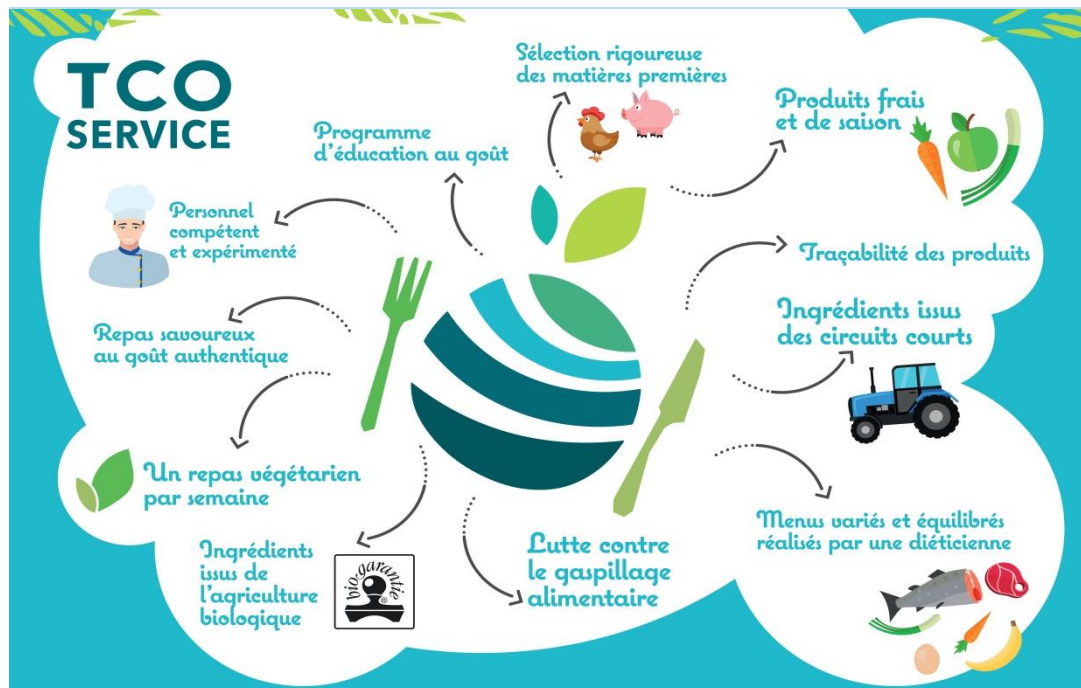 TCO
SERVICE
Sélection rigoureuse
des matières premières
Produits frais
et de saison
Programme
d'éducation au goût
Personnel
compétent
et expérimenté
Traçabilité des produits
Ingrédients issus
des circuits courts
Repas savoureux
au goût authentique
Un repas végétarien
par semaine
Menus variés et équilibrés
réalisés par une diéticienne
Ingrédients
issus de
l'agriculture
biologique
biogarantie
®
Lutte contre
le gaspillage
alimentaire